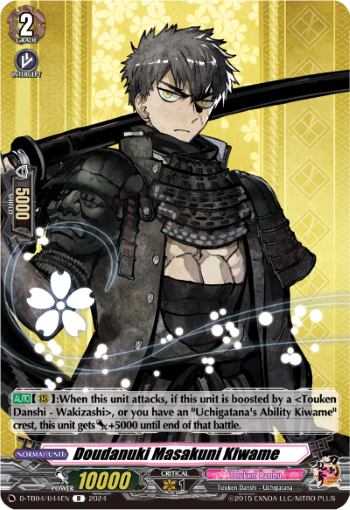 2
GRADE
INTERCEPT
5000
SHIELD
AUTO :When this unit attacks, if this unit is boosted by a <Touken
Danshi - Wakizashi>, or you have an "Uchigatana's Ability Kiwame"
crest, this unit gets +5000 until end of that battle.
NORMAL UNIT
Doudanuki Masakuni Kiwame
POWER
10000
CRITICAL
1
Touken Ranbu
Touken Danshi - Uchigatana
D-TB04/044EN R 2024
©2015 EXNOA LLC/NITRO PLUS